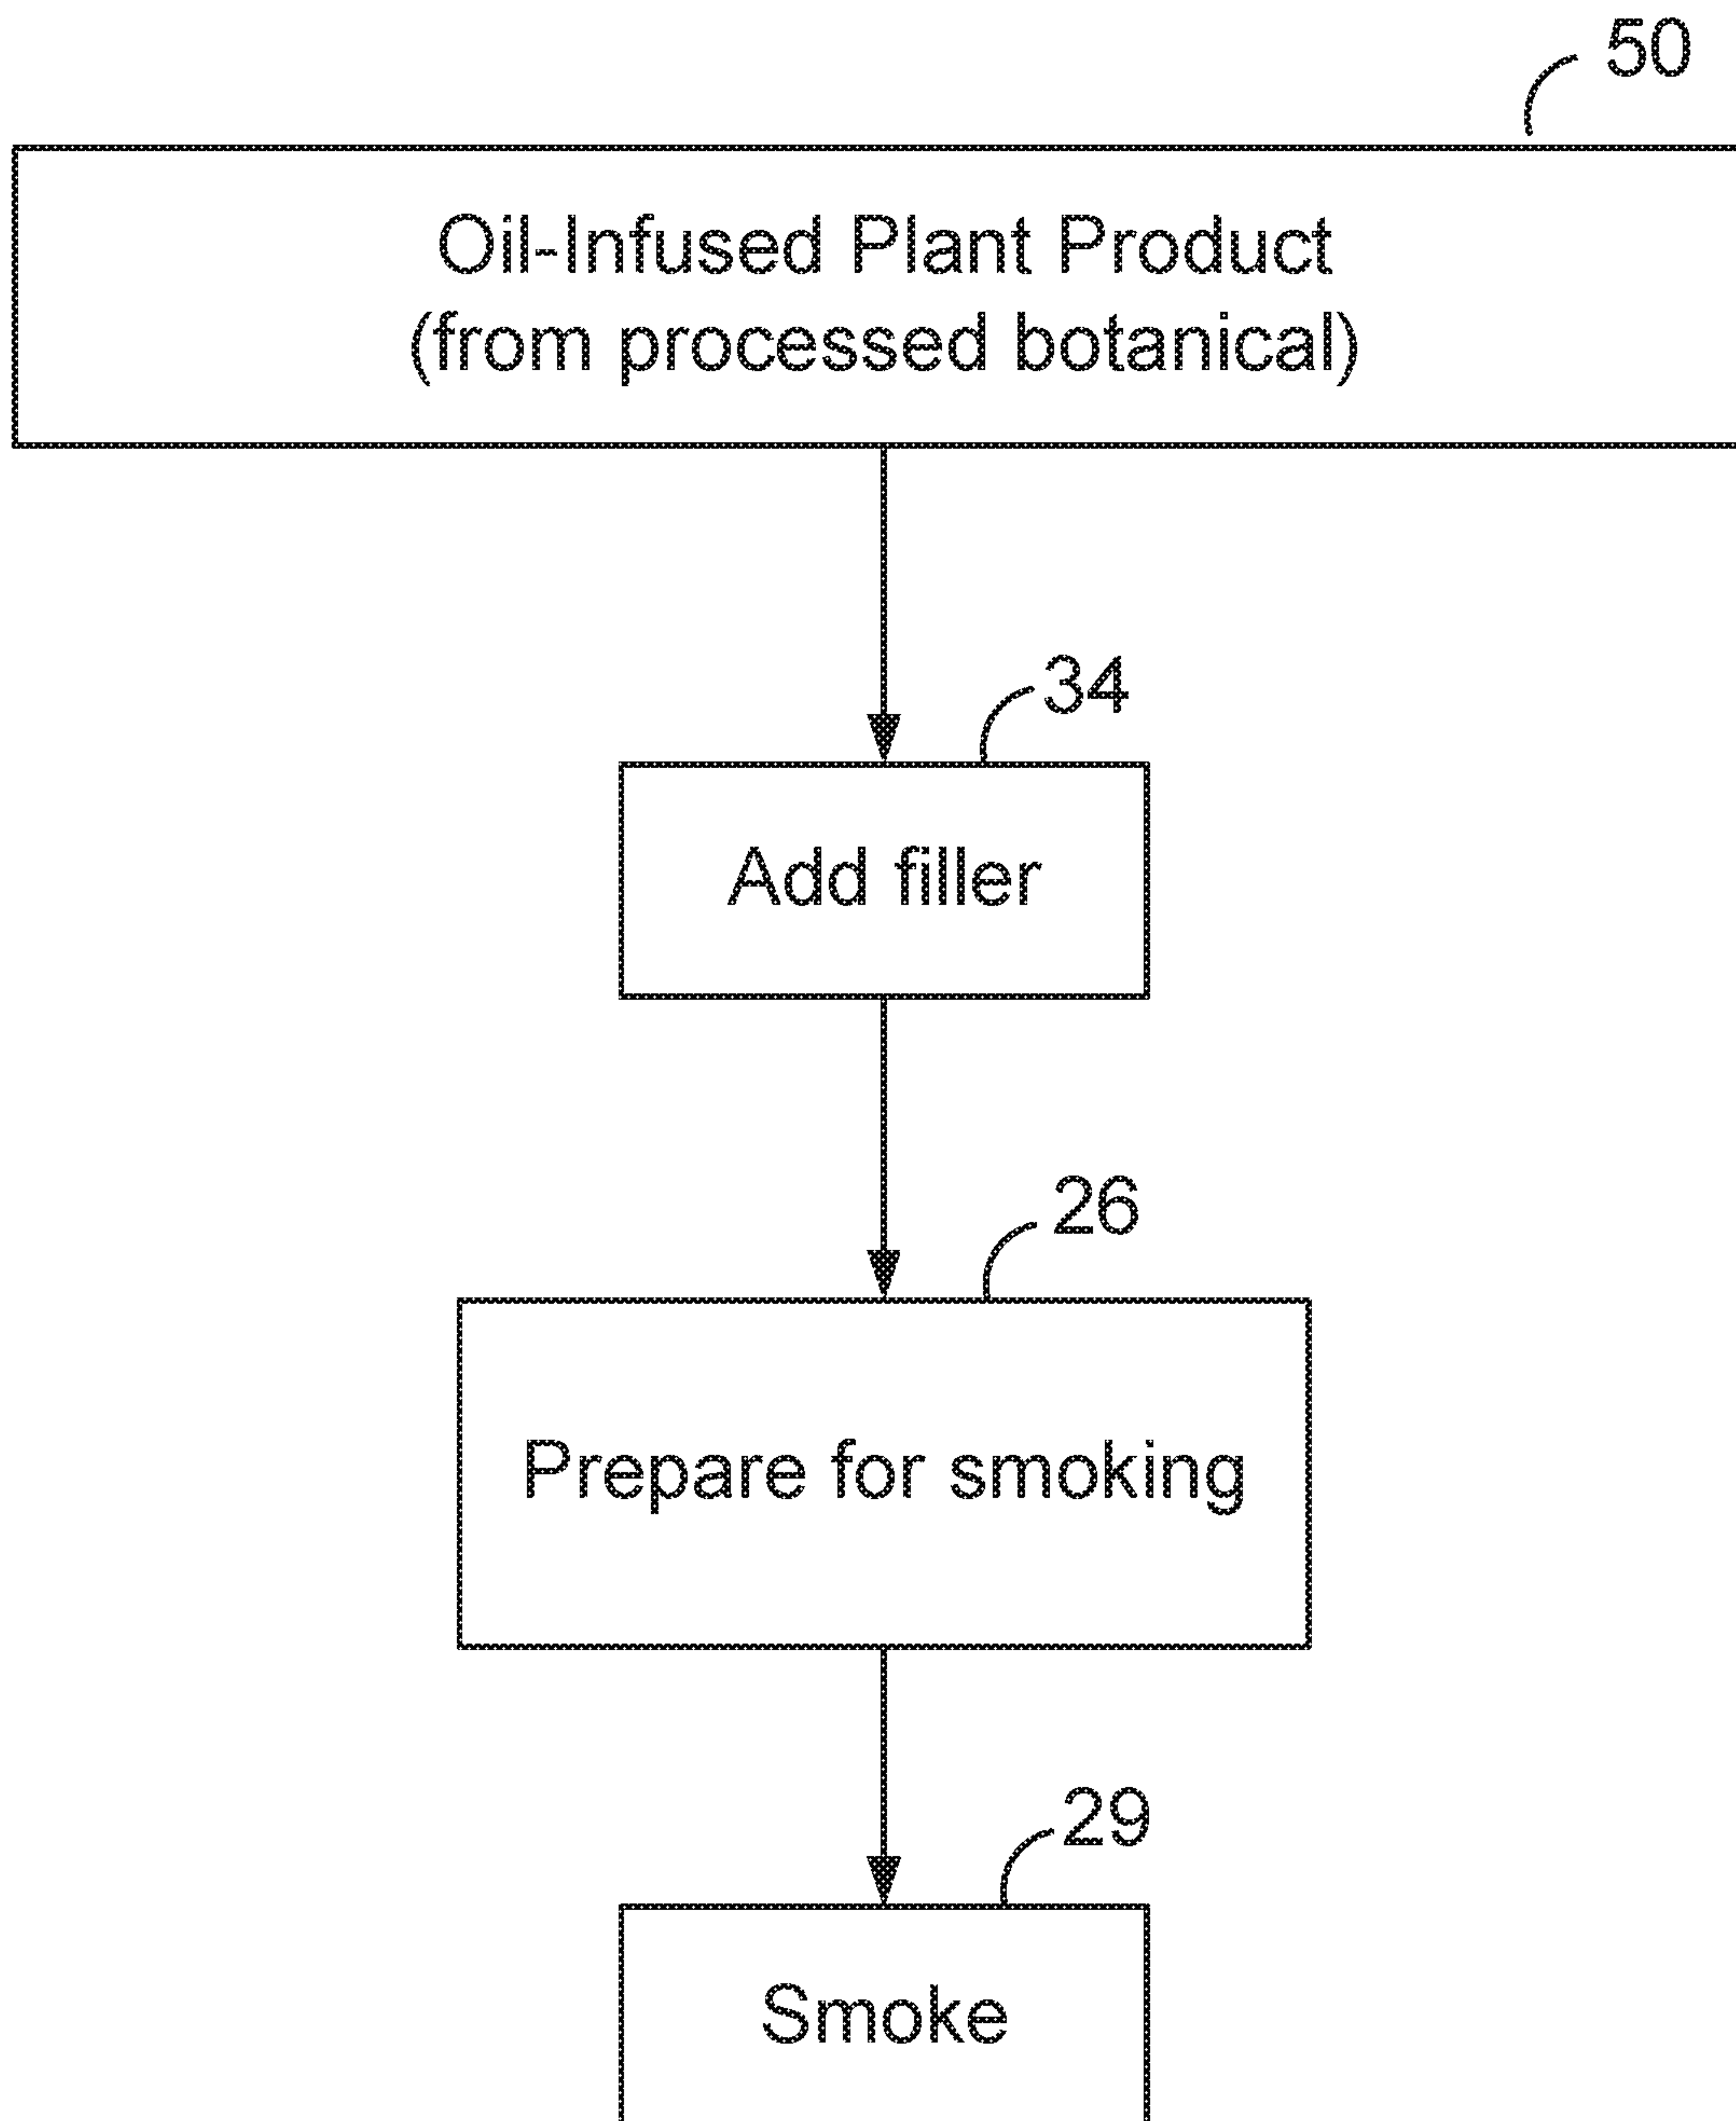 50
Oil-Infused Plant Product
(from processed botanical)
34
Add filler
26
Prepare for smoking
29
Smoke